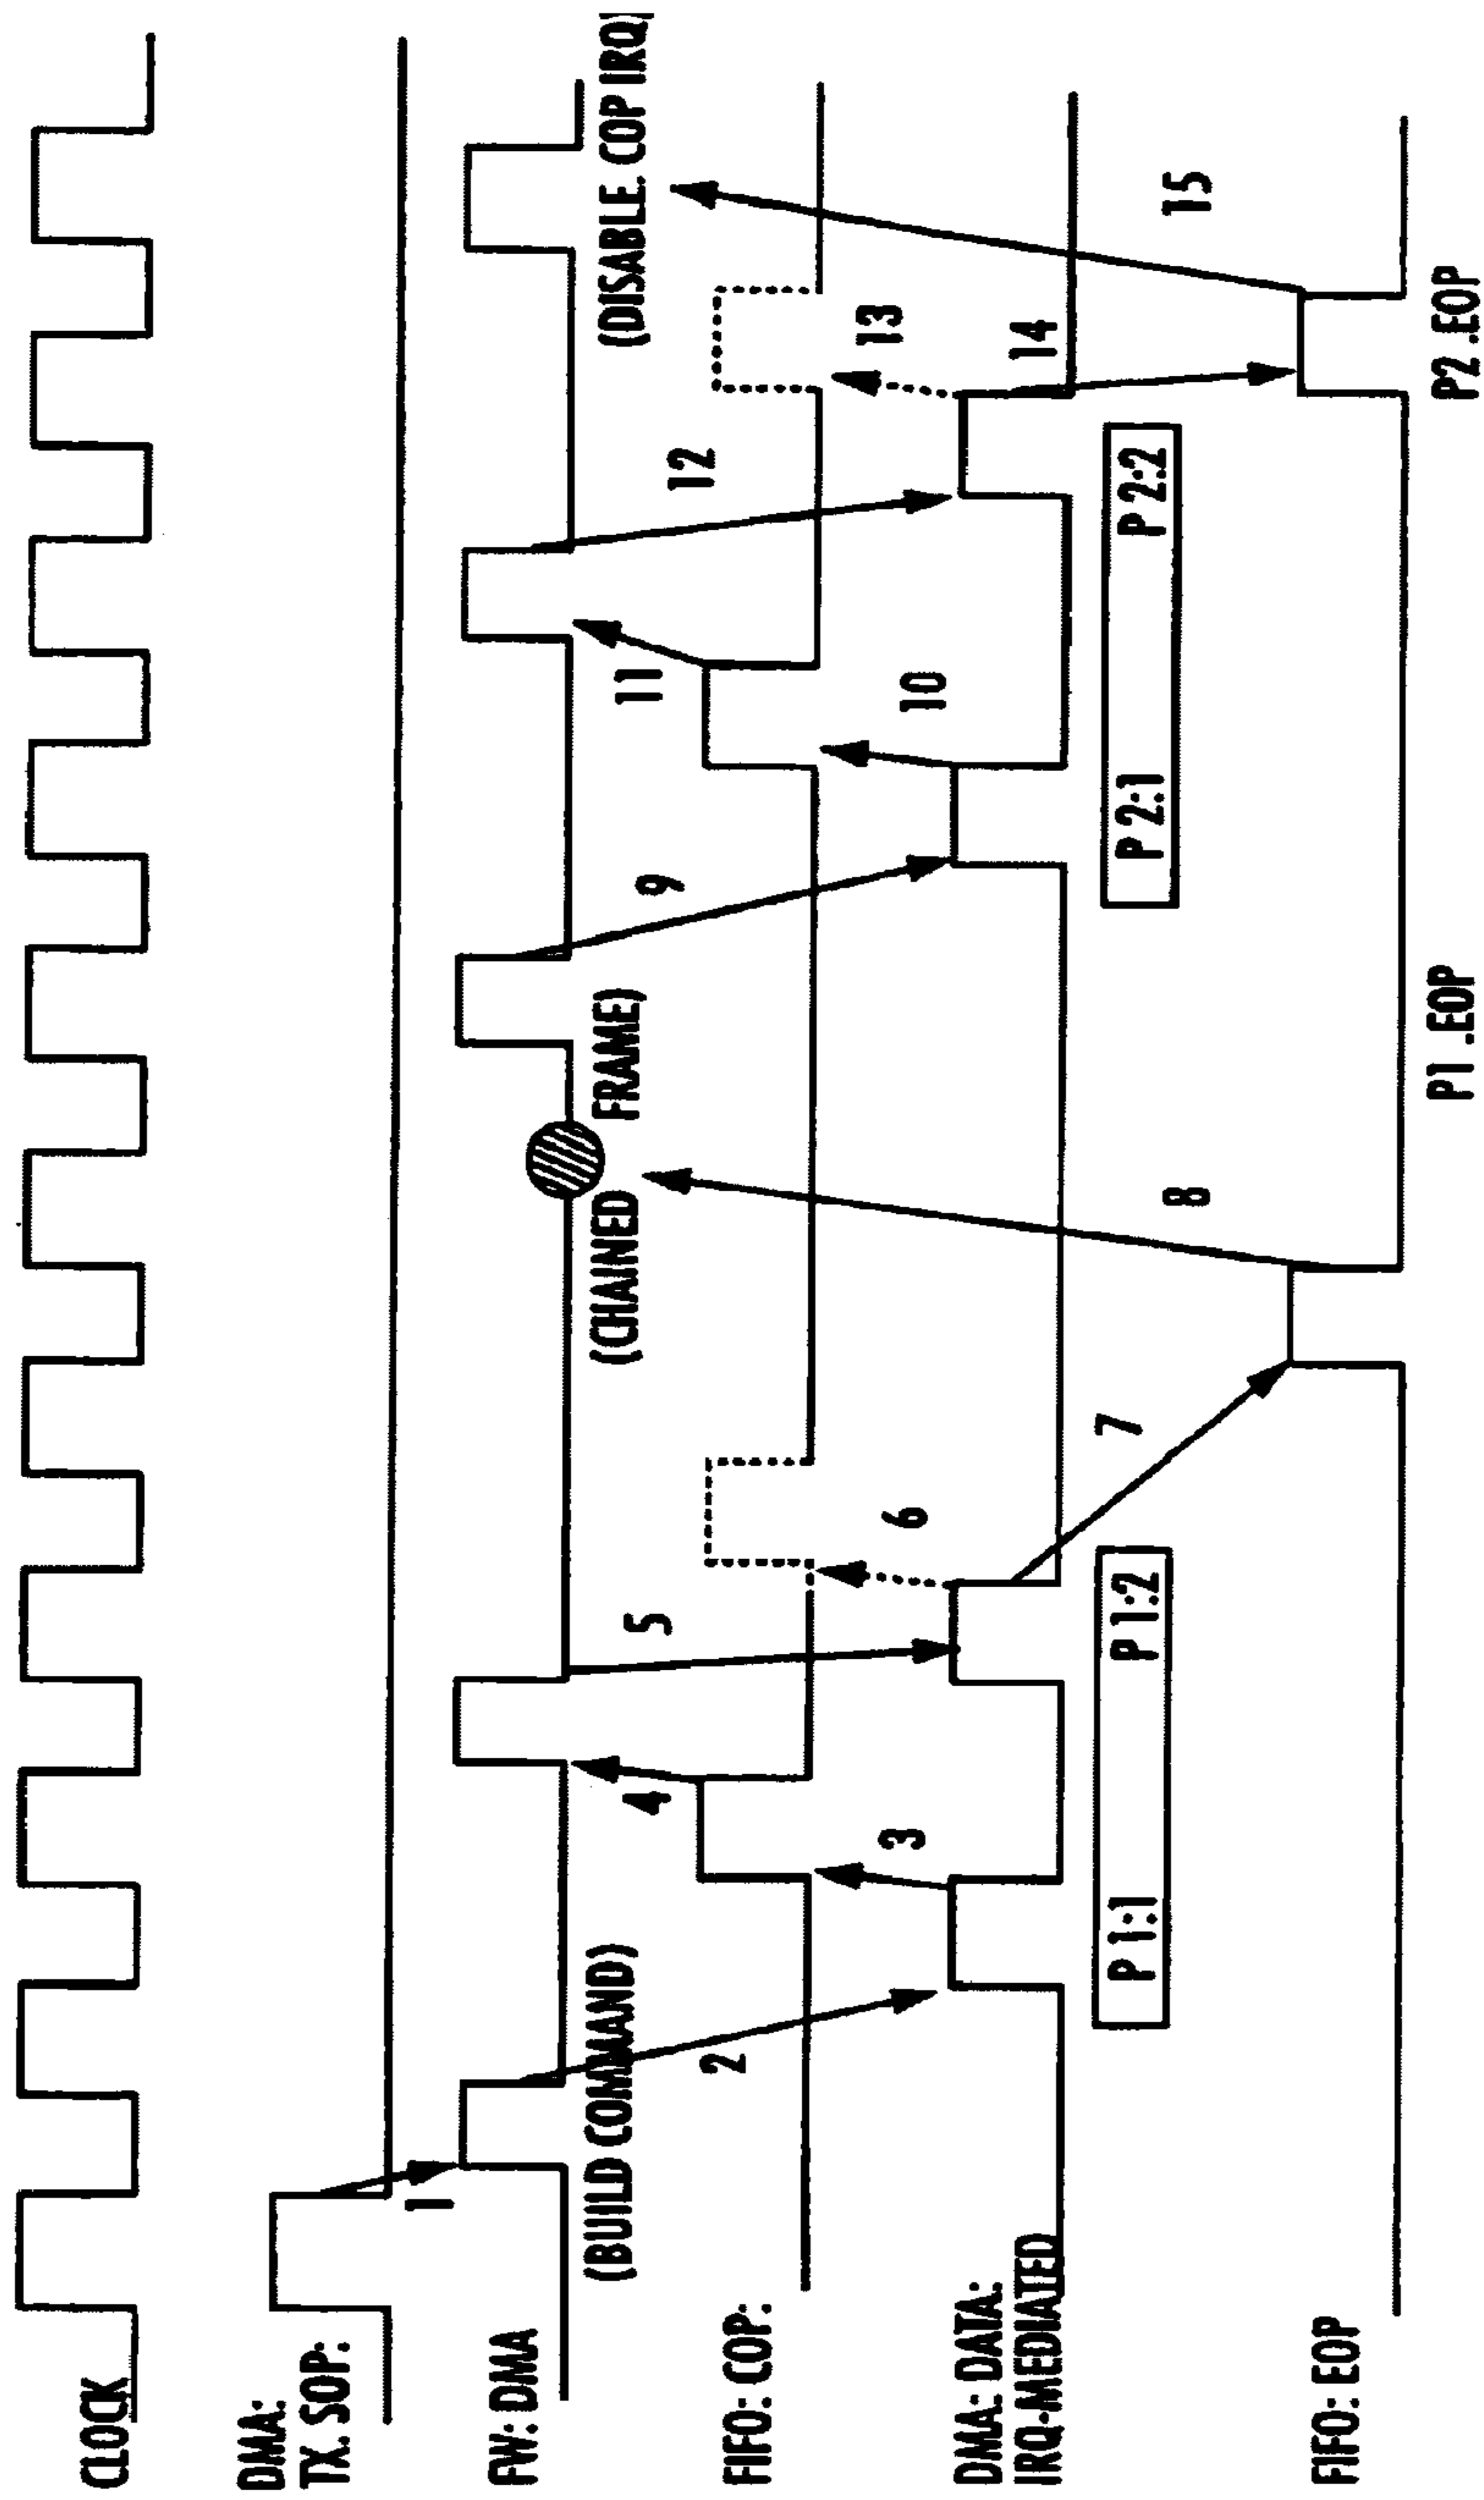 CLOCK
DMA:
TX: SOP:
1
FW: DMA
(BUILD COMMAND)
(CHAINED FRAME)
(DISABLE COP IRQ)
4
5
9
11
12
FIFO: COP:
2
3
6
10
13
DMA: DATA:
IRQ-MEDIATED
14
P 1:1 P 1:2
P 2:1 P 2:2
7
8
15
FIFO: EOP
P1 .EOP
P2 .EOP